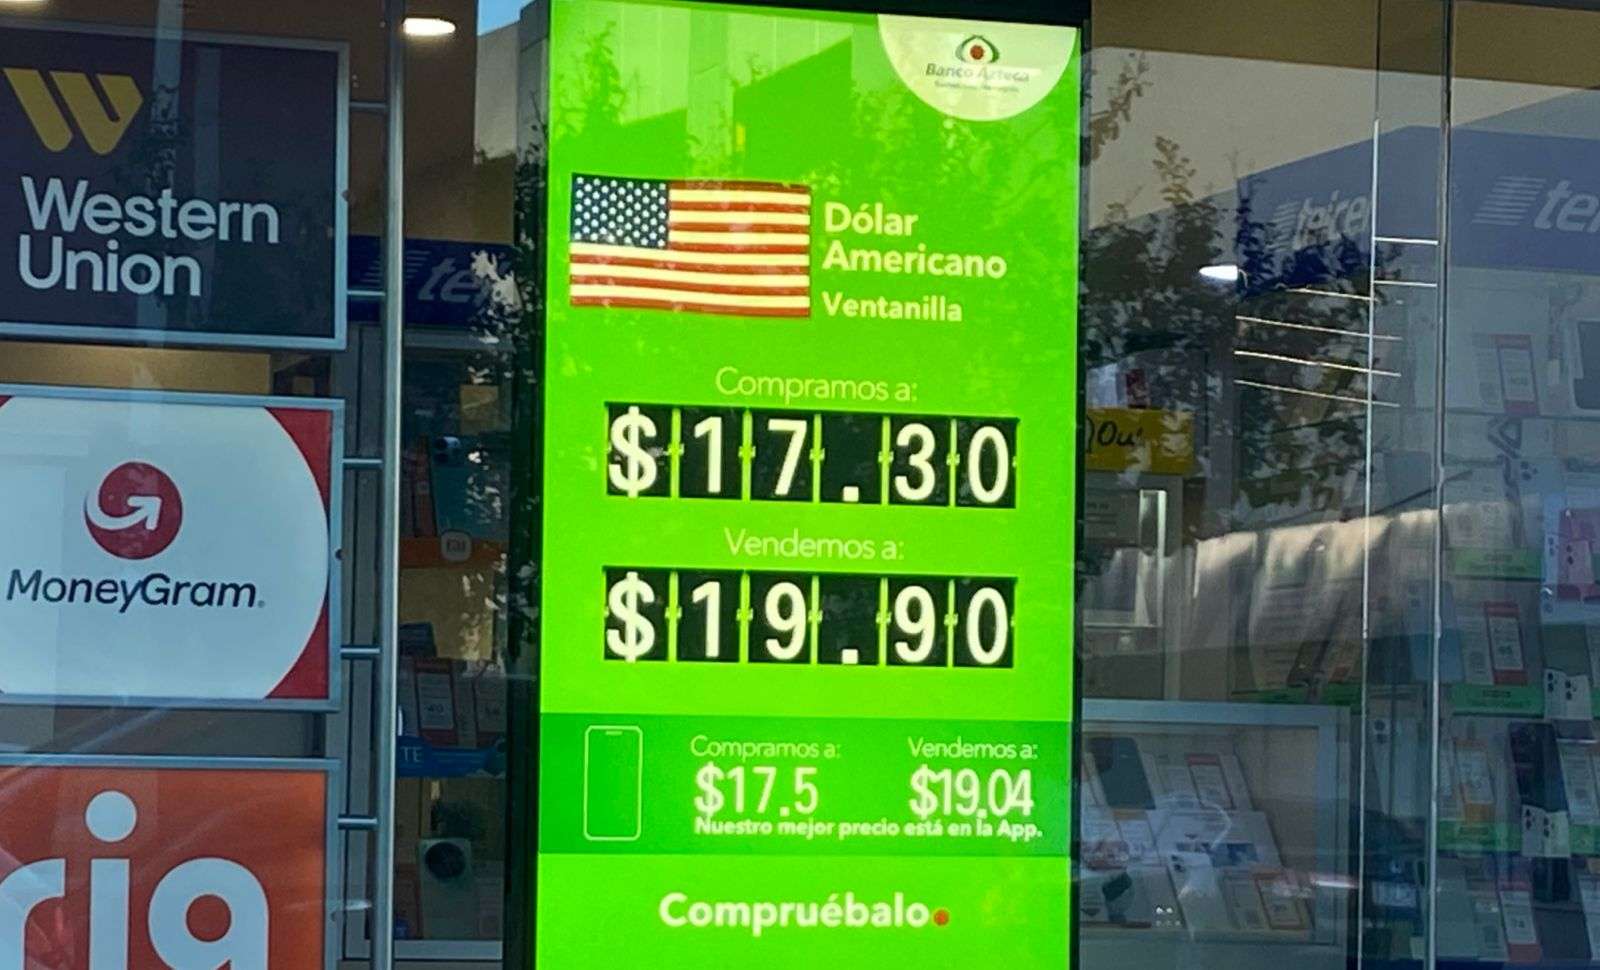 Western
Union
MoneyGram.
ria
Banco Azteca
Dólar
Americano
Ventanilla
Compramos a:
$17.30
Vendemos a:
$19.90
Compramos a:
$17.5
Vendemos a:
$19.04
Nuestro mejor precio está en la App.
Compruébalo.
telcel